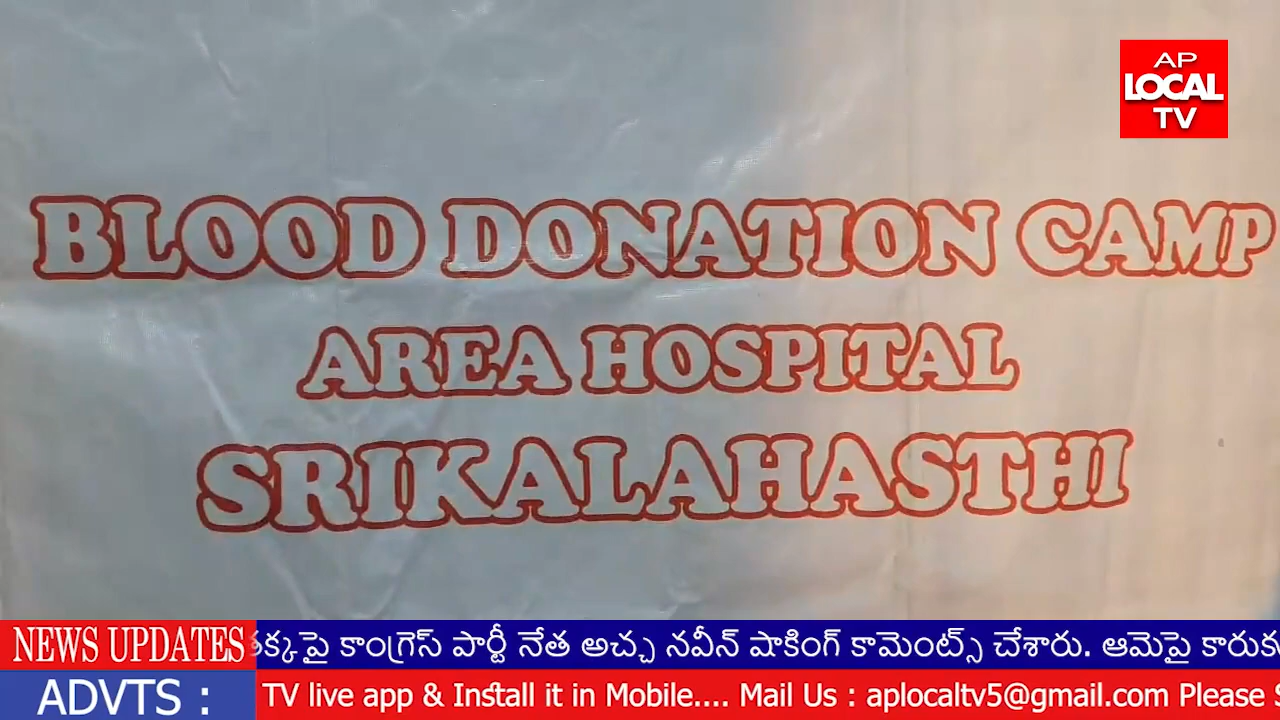 AP
LOCAL
TV
BLOOD DONATION CAMP
AREA HOSPITAL
SRIKALAHASTHI
NEWS UPDATES
పై కాంగ్రెస్ పార్టీ నేత అచ్చ నవీన్ షాకింగ్ కామెంట్స్ చేశారు. ఆమెపై
ADVTS :
TV live app & Install it in Mobile.... Mail Us : aplocaltv5@gmail.com Please